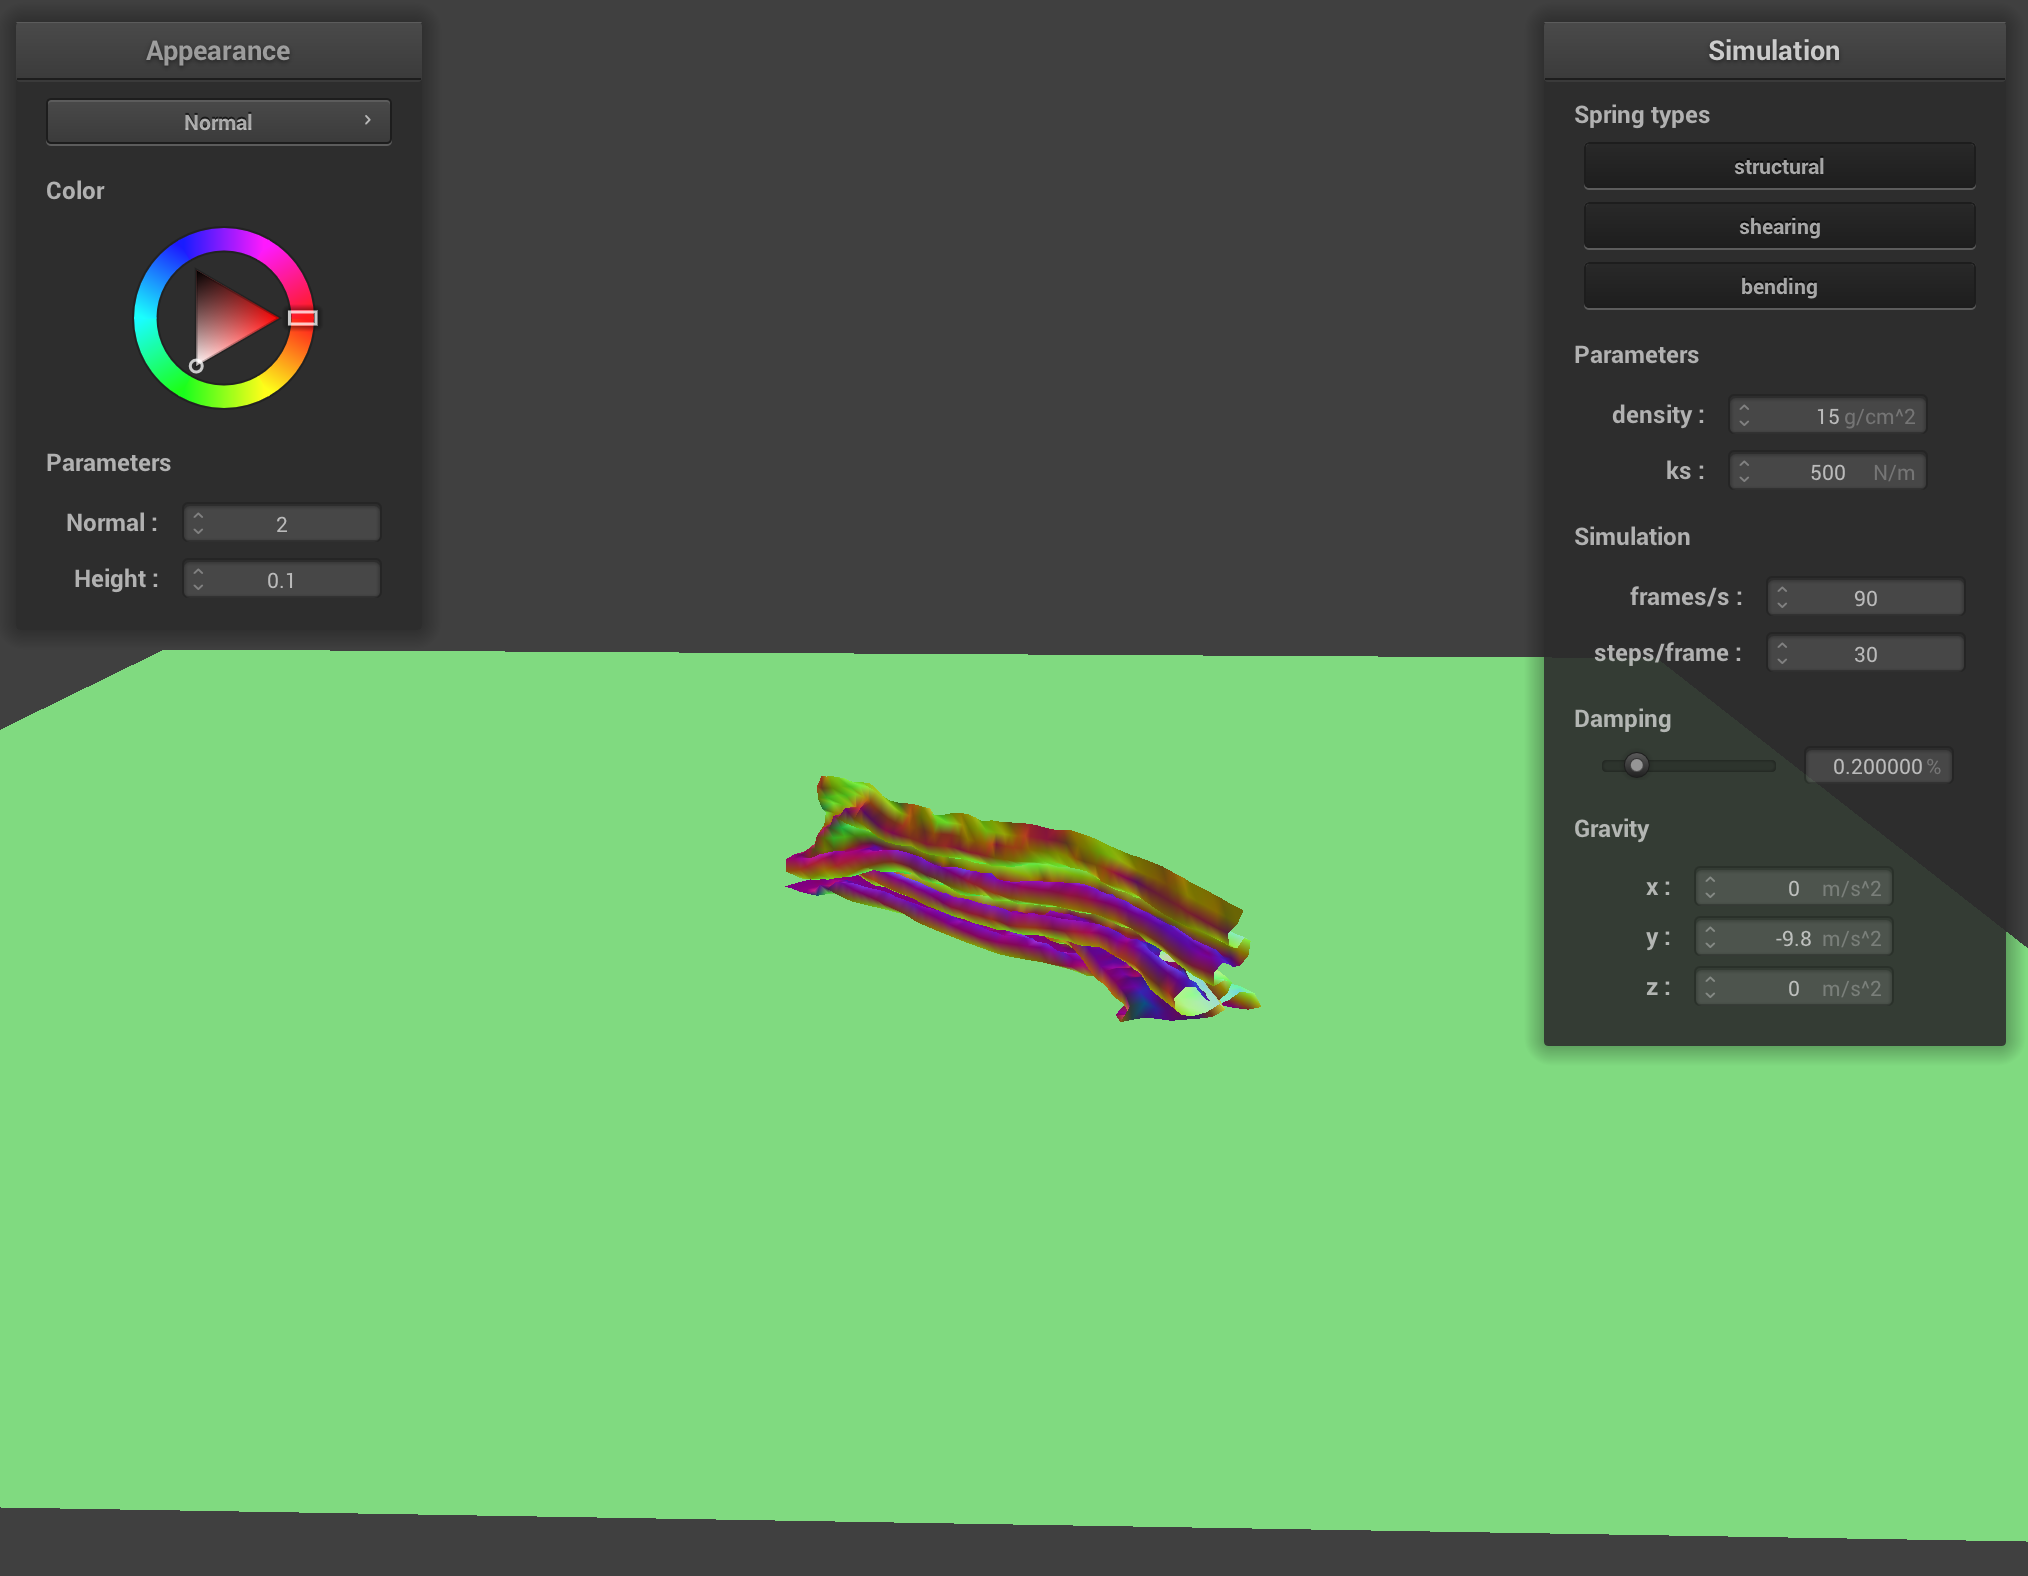 Appearance
Normal
Color
Parameters
Normal : 2
Height : 0.1
Simulation
Spring types
structural
shearing
bending
Parameters
density : 15 g/cm^2
ks : 500 N/m
Simulation
frames/s : 90
steps/frame : 30
Damping
0.200000 %
Gravity
x : 0 m/s^2
y : -9.8 m/s^2
z : 0 m/s^2